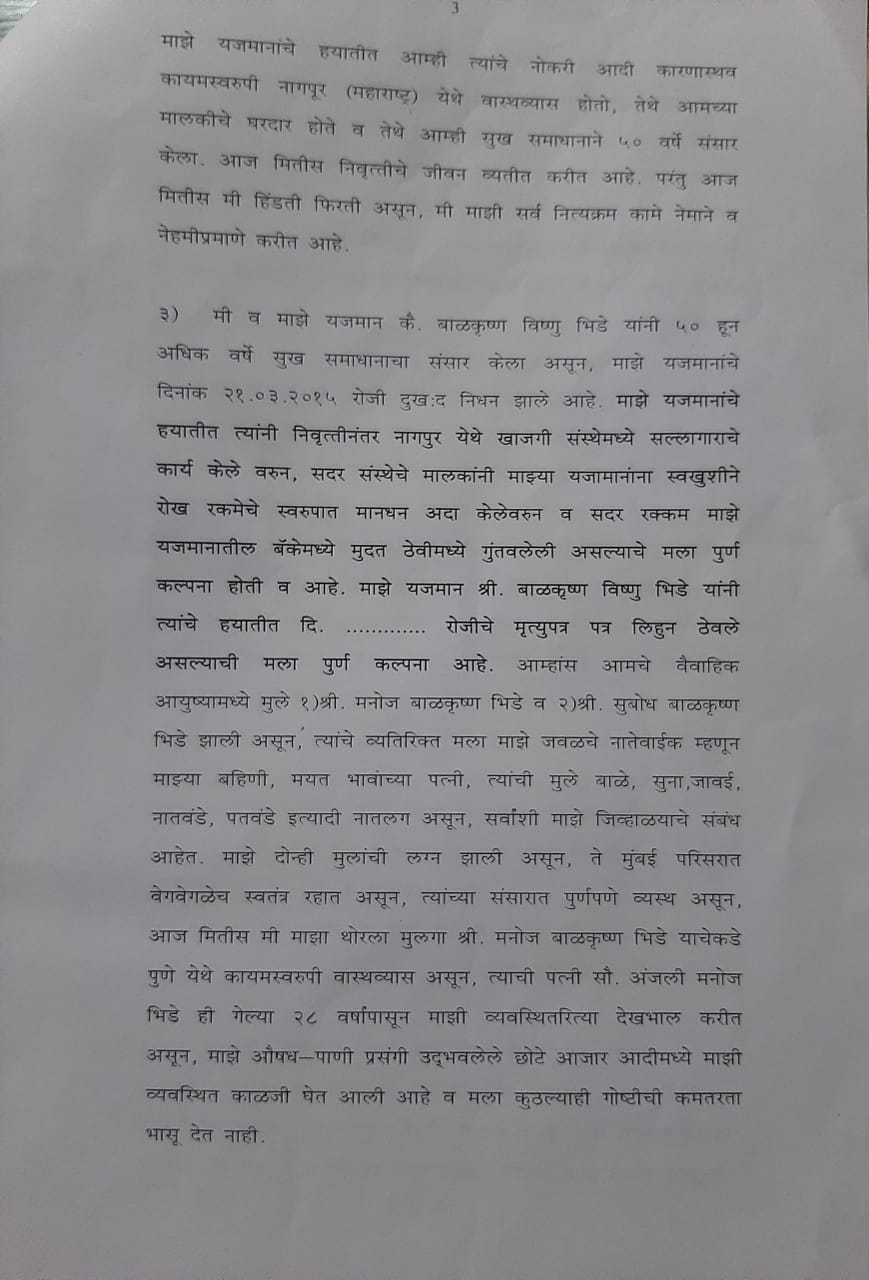 3
माझे यजमानांचे हयातीत आम्ही त्यांचे नोकरी आदी कारणास्थव
कायमस्वरुपी नागपूर (महाराष्ट्र) येथे वास्थव्यास होतो, तेथे आमच्या
मालकीचे घरदार होते व तेथे आम्ही सुख समाधानाने ५० वर्षे संसार
केला. आज मितीस निवृत्तीचे जीवन व्यतीत करीत आहे. परंतु आज
मितीस मी हिंडती फिरती असून, मी माझी सर्व नित्यक्रम कामे नेमाने व
नेहमीप्रमाणे करीत आहे.
३) मी व माझे यजमान कै. बाळकृष्ण विष्णु भिडे यांनी ५० हून
अधिक वर्षे सुख समाधानाचा संसार केला असून, माझे यजमानांचे
दिनांक २१.०३.२०१५ रोजी दुख:द निधन झाले आहे. माझे यजमानांचे
हयातीत त्यांनी निवृत्तीनंतर नागपुर येथे खाजगी संस्थेमध्ये सल्लागाराचे
कार्य केले वरुन, सदर संस्थेचे मालकांनी माझ्या यजामानांना स्वखुशीने
रोख रकमेचे स्वरुपात मानधन अदा केलेवरुन व सदर रक्कम माझे
यजमानातील बॅकेमध्ये मुदत ठेवीमध्ये गुंतवलेली असल्याचे मला पुर्ण
कल्पना होती व आहे. माझे यजमान श्री. बाळकृष्ण विष्णु भिडे यांनी
त्यांचे हयातीत दि. ............. रोजीचे मृत्युपत्र पत्र लिहुन ठेवले
असल्याची मला पुर्ण कल्पना आहे. आम्हांस आमचे वैवाहिक
आयुष्यामध्ये मुले १)श्री. मनोज बाळकृष्ण भिडे व २)श्री. सुबोध बाळकृष्ण
भिडे झाली असून, त्यांचे व्यतिरिक्त मला माझे जवळचे नातेवाईक म्हणून
माझ्या बहिणी, मयत भावांच्या पत्नी, त्यांची मुले बाळे, सुना,जावई,
नातवंडे, पतवंडे इत्यादी नातलग असून, सर्वांशी माझे जिव्हाळयाचे संबंध
आहेत. माझे दोन्ही मुलांची लग्न झाली असून, ते मुंबई परिसरात
वेगवेगळेच स्वतंत्र रहात असून, त्यांच्या संसारात पुर्णपणे व्यस्थ असून,
आज मितीस मी माझा थोरला मुलगा श्री. मनोज बाळकृष्ण भिडे याचेकडे
पुणे येथे कायमस्वरुपी वास्थव्यास असून, त्याची पत्नी सौ. अंजली मनोज
भिडे ही गेल्या २८ वर्षांपासून माझी व्यवस्थितरित्या देखभाल करीत
असून, माझे औषध–पाणी प्रसंगी उद्भवलेले छोटे आजार आदीमध्ये माझी
व्यवस्थित काळजी घेत आली आहे व मला कुठल्याही गोष्टीची कमतरता
भासू देत नाही.